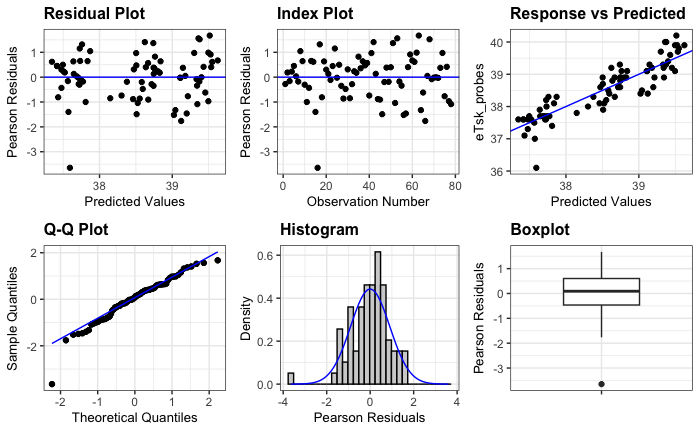 Residual Plot
Pearson Residuals
1
0
-1
-2
-3
38
39
Predicted Values
Index Plot
Pearson Residuals
1
0
-1
-2
-3
0
20
40
60
80
Observation Number
Response vs Predicted
eTsk_probes
40
39
38
37
36
38
39
Predicted Values
Q-Q Plot
Sample Quantiles
2
0
-2
-2
-1
0
1
2
Theoretical Quantiles
Histogram
Density
0.6
0.4
0.2
0.0
-4
-2
0
2
4
Pearson Residuals
Boxplot
Pearson Residuals
1
0
-1
-2
-3